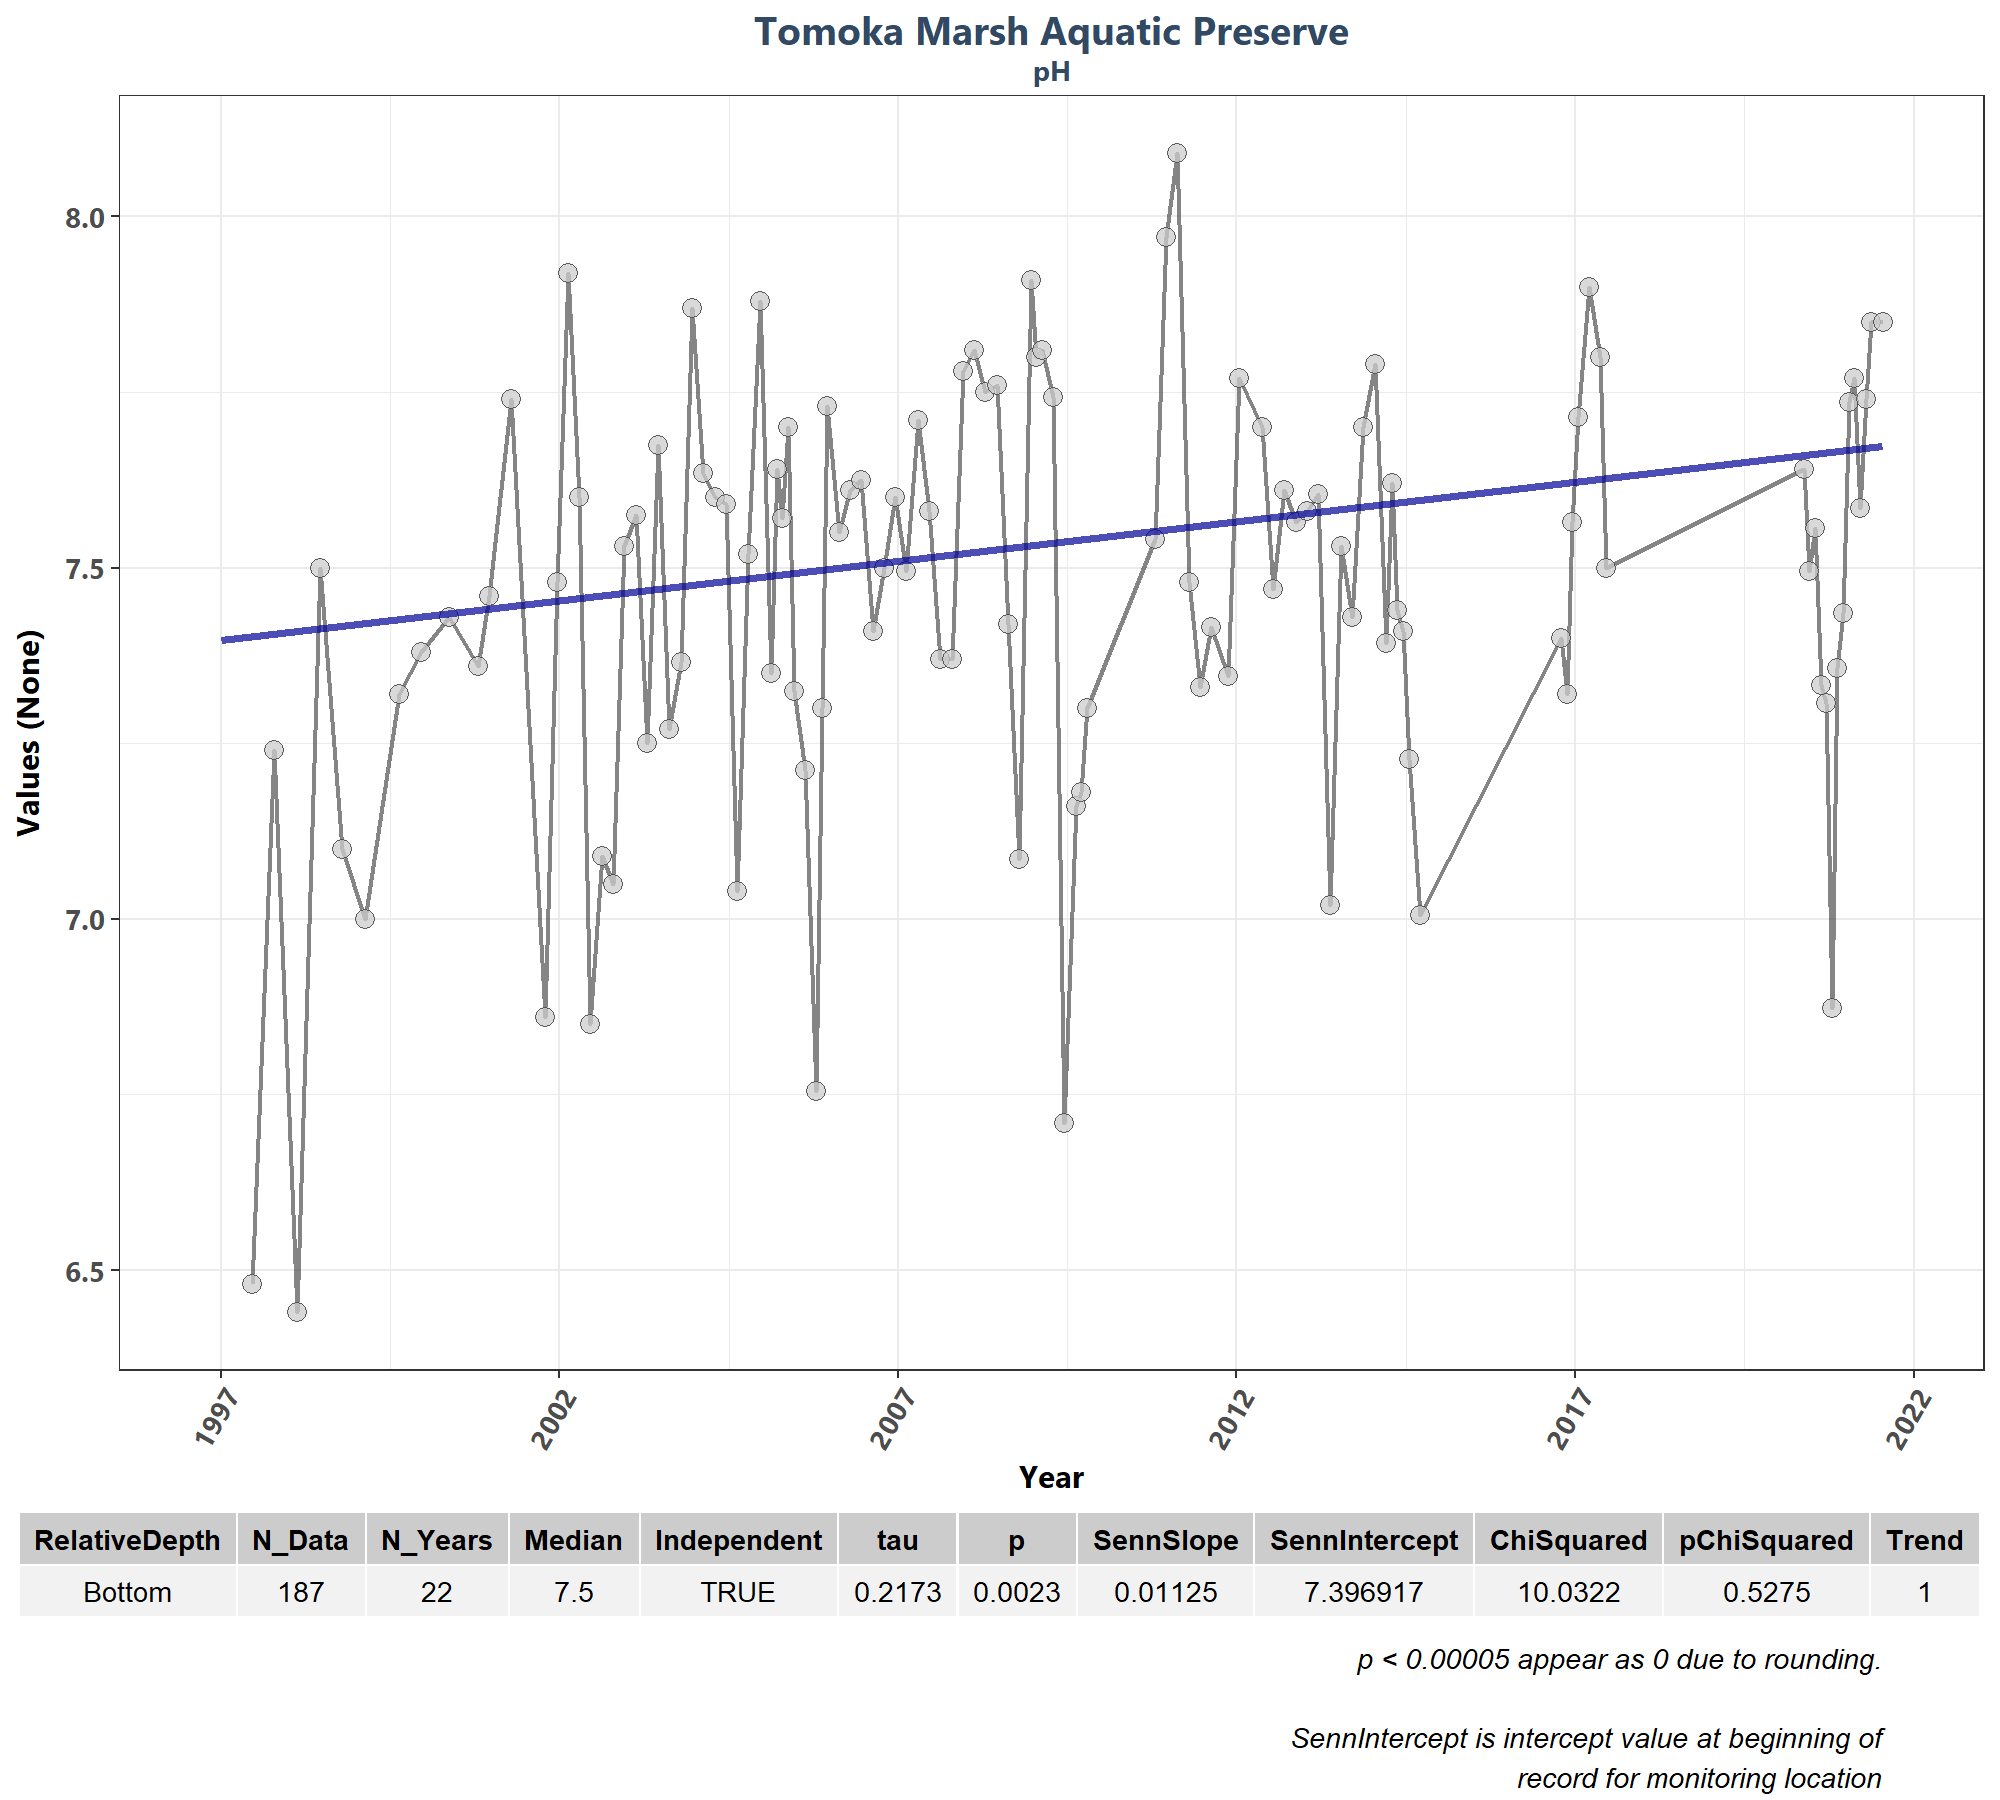 Tomoka Marsh Aquatic Preserve
pH
Values (None)
8.0
7.5
7.0
6.5
1997 2002 2007 2012 2017 2022
Year
RelativeDepth N_Data N_Years Median Independent tau p SennSlope SennIntercept ChiSquared pChiSquared Trend
Bottom 187 22 7.5 TRUE 0.2173 0.0023 0.01125 7.396917 10.0322 0.5275 1
p < 0.00005 appear as 0 due to rounding.
SennIntercept is intercept value at beginning of
record for monitoring location